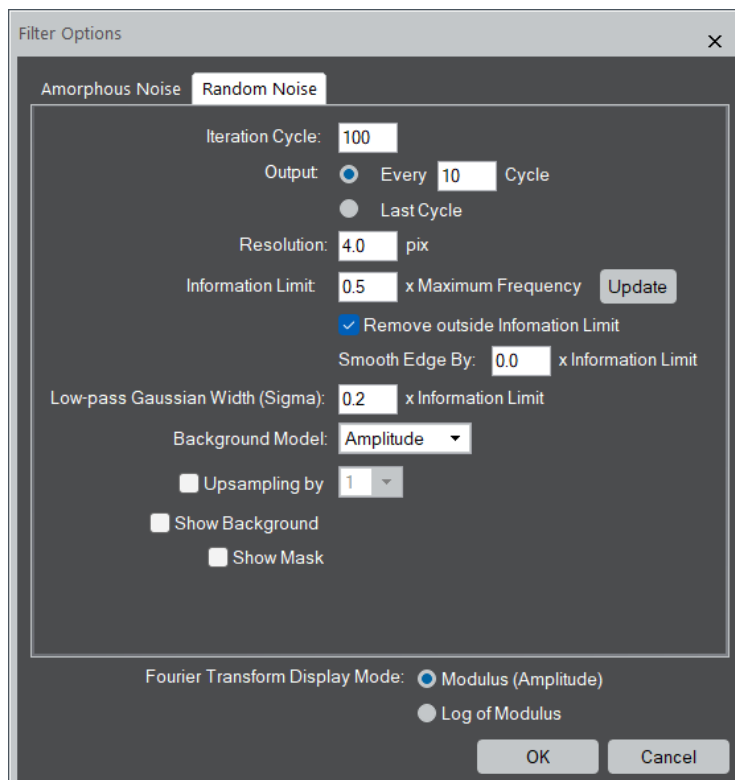 Filter Options
Amorphous Noise Random Noise
Iteration Cycle: 100
Output: Every 10 Cycle
Last Cycle
Resolution: 4.0 pix
Information Limit: 0.5 x Maximum Frequency Update
Remove outside Infomation Limit
Smooth Edge By: 0.0 x Information Limit
Low-pass Gaussian Width (Sigma): 0.2 x Information Limit
Background Model: Amplitude
Upsampling by 1
Show Background
Show Mask
Fourier Transform Display Mode: Modulus (Amplitude)
Log of Modulus
OK Cancel